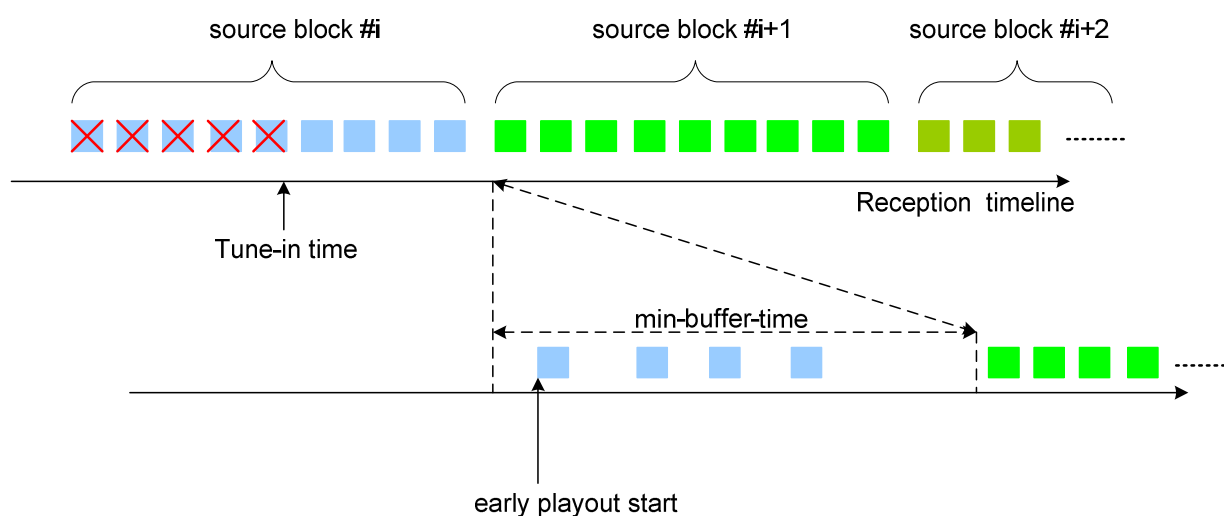 source block #i
source block #i+1
source block #i+2
Reception timeline
Tune-in time
min-buffer-time
early playout start